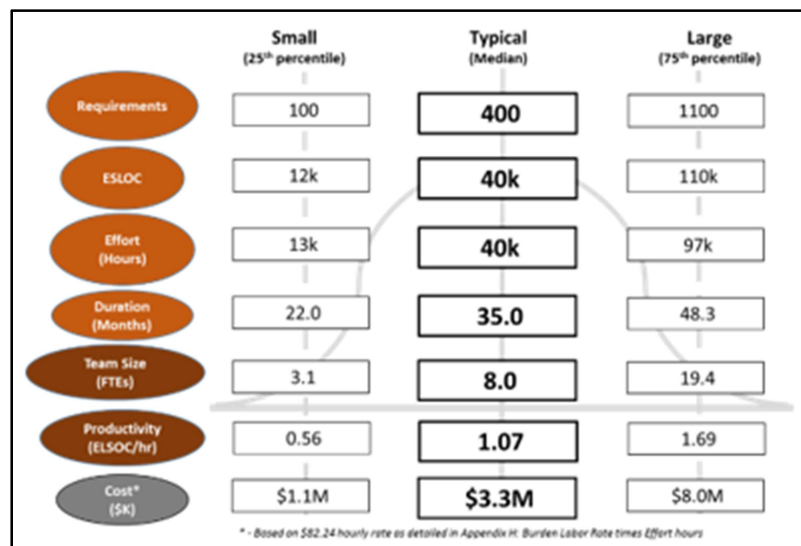 Small Typical Large
(25th percentile) (Median) (75th percentile)
Requirements 100 400 1100
ESLOC 12k 40k 110k
Effort
(Hours) 13k 40k 97k
Duration
(Months) 22.0 35.0 48.3
Team Size
(FTEs) 3.1 8.0 19.4
Productivity
(ELSOC/hr) 0.56 1.07 1.69
Cost*
($K) $1.1M $3.3M $8.0M
* - Based on $82.24 hourly rate as detailed in Appendix H: Burden Labor Rate times Effort hours